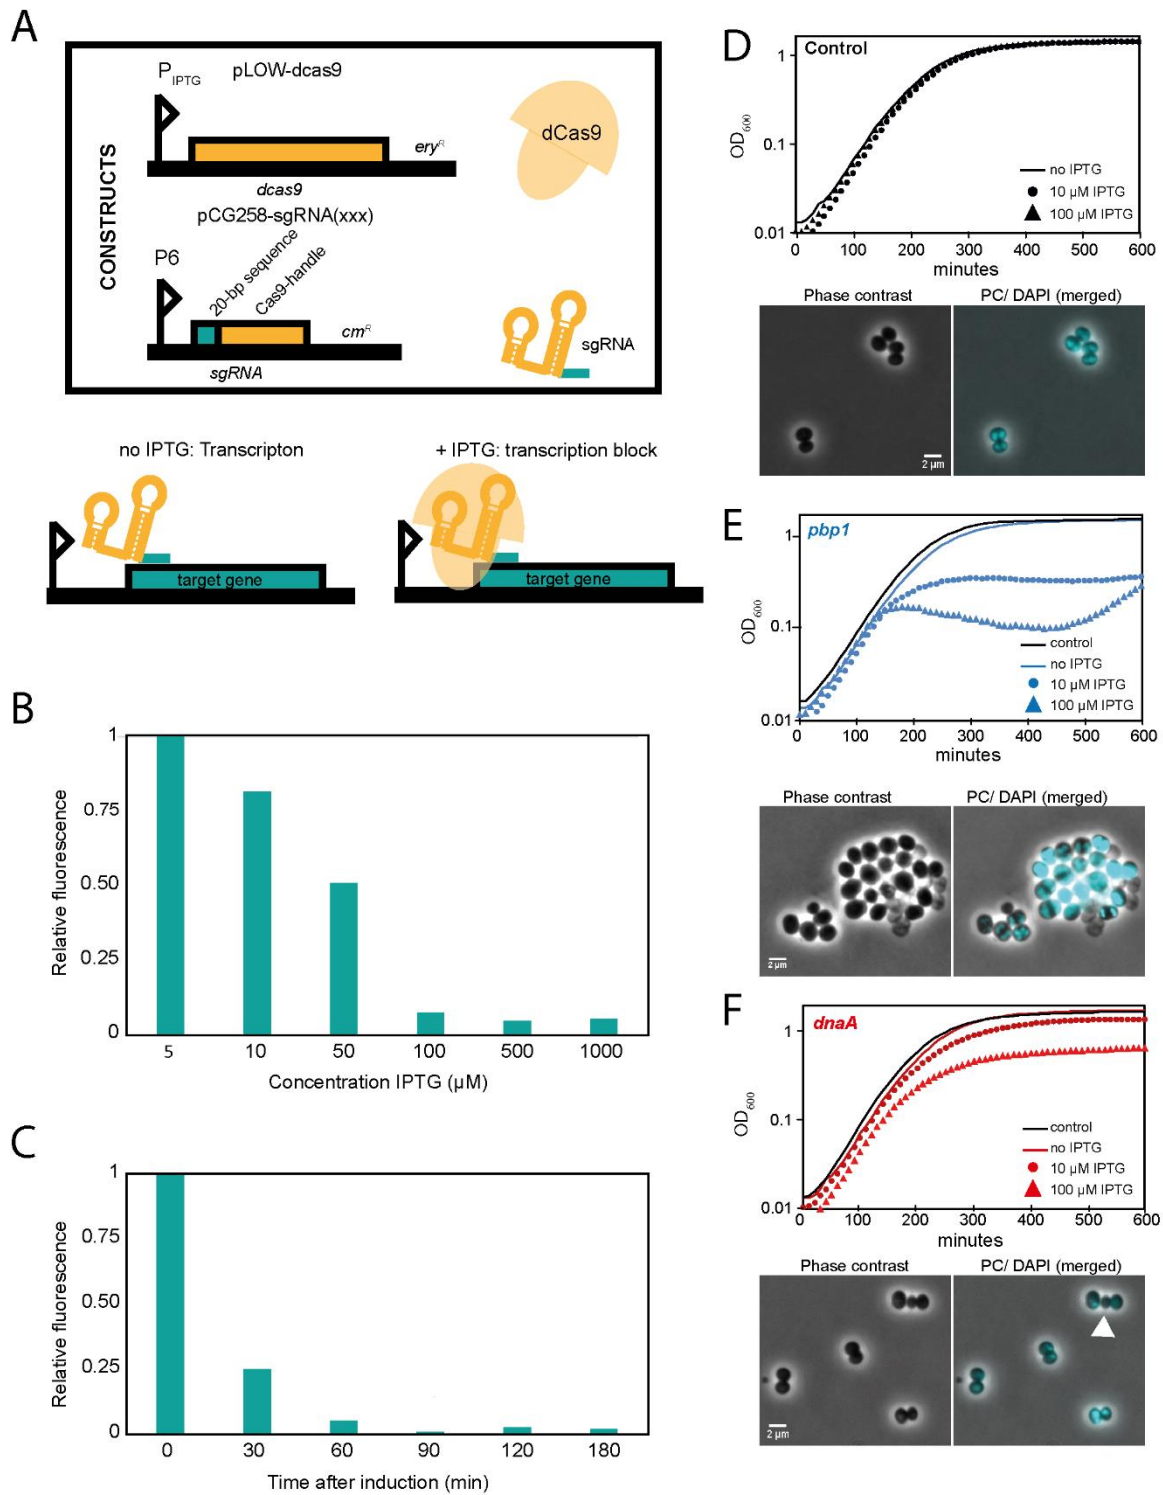 A
P IPTG
pLOW-dcas9
CONSTRUCTS
ery^R
dcas9
dCas9
pCG258-sgRNA(xxx)
P6
20-bp sequence
Cas9-handle
cm^R
sgRNA
sgRNA
no IPTG: Transcripton
+ IPTG: transcription block
target gene
target gene
B
Relative fluorescence
1
0.75
0.50
0.25
0
5 10 50 100 500 1000
Concentration IPTG (µM)
C
Relative fluorescence
1
0.75
0.50
0.25
0
0 30 60 90 120 180
Time after induction (min)
D
Control
OD600
1
0.1
0.01
no IPTG
10 µM IPTG
100 µM IPTG
0 100 200 300 400 500 600
minutes
Phase contrast
PC/ DAPI (merged)
2 µm
E
pbp1
OD600
1
0.1
0.01
control
no IPTG
10 µM IPTG
100 µM IPTG
0 100 200 300 400 500 600
minutes
Phase contrast
PC/ DAPI (merged)
2 µm
F
dnaA
OD600
1
0.1
0.01
control
no IPTG
10 µM IPTG
100 µM IPTG
0 100 200 300 400 500 600
minutes
Phase contrast
PC/ DAPI (merged)
2 µm